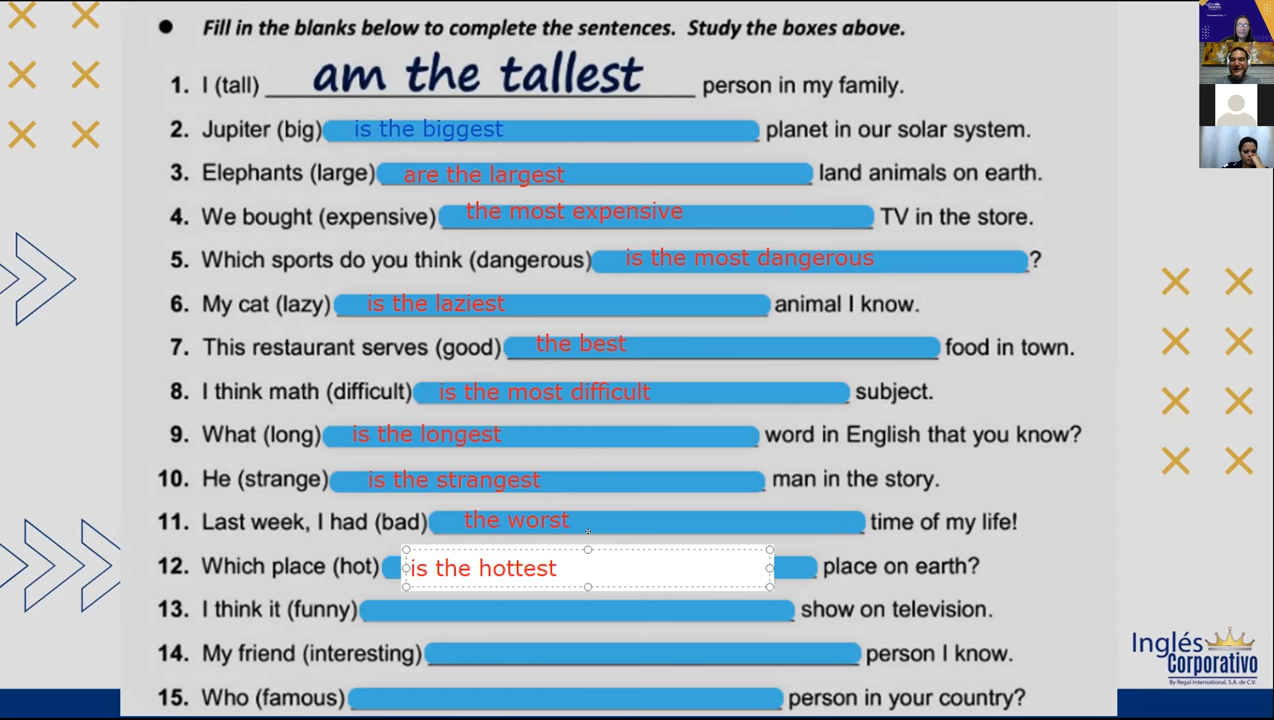 Fill in the blanks below to complete the sentences. Study the boxes above.
1. I (tall) am the tallest person in my family.
2. Jupiter (big) is the biggest planet in our solar system.
3. Elephants (large) are the largest land animals on earth.
4. We bought (expensive) the most expensive TV in the store.
5. Which sports do you think (dangerous) is the most dangerous ?
6. My cat (lazy) is the laziest animal I know.
7. This restaurant serves (good) the best food in town.
8. I think math (difficult) is the most difficult subject.
9. What (long) is the longest word in English that you know?
10. He (strange) is the strangest man in the story.
11. Last week, I had (bad) the worst time of my life!
12. Which place (hot) is the hottest place on earth?
13. I think it (funny) show on television.
14. My friend (interesting) person I know.
15. Who (famous) person in your country?
Inglés
Corporativo
By Regal International, S.A. de C.V.